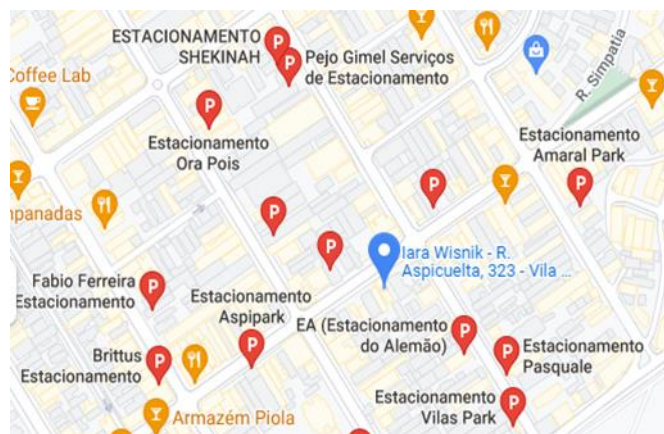 ESTACIONAMENTO
SHEKINAH
Pejo Gimel Serviços
de Estacionamento
Coffee Lab
R. Simpatia
Estacionamento
Ora Pois
Estacionamento
Amaral Park
mpanadas
Iara Wisnik - R.
Aspicuelta, 323 - Vila ...
Fabio Ferreira
Estacionamento
Estacionamento
Aspipark
EA (Estacionamento
do Alemão)
Brittus
Estacionamento
Estacionamento
Pasquale
Estacionamento
Vilas Park
Armazém Piola
P
P
P
P
P
P
P
P
P
P
P
P
P